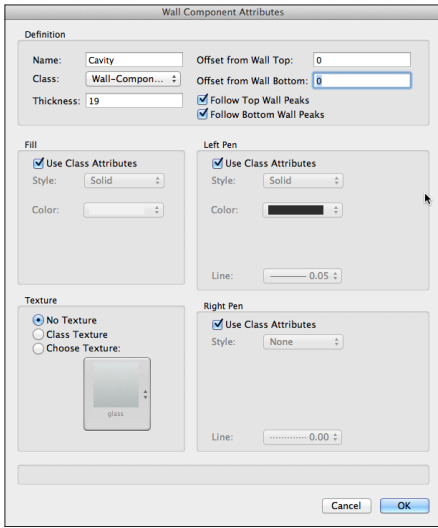 Wall Component Attributes
Definition
Name: Cavity
Offset from Wall Top: 0
Class: Wall-Compon...
Offset from Wall Bottom: 0
Thickness: 19
Follow Top Wall Peaks
Follow Bottom Wall Peaks
Fill
Use Class Attributes
Style: Solid
Color:
Left Pen
Use Class Attributes
Style: Solid
Color:
Line: 0.05
Texture
No Texture
Class Texture
Choose Texture:
glass
Right Pen
Use Class Attributes
Style: None
Line: 0.00
Cancel
OK